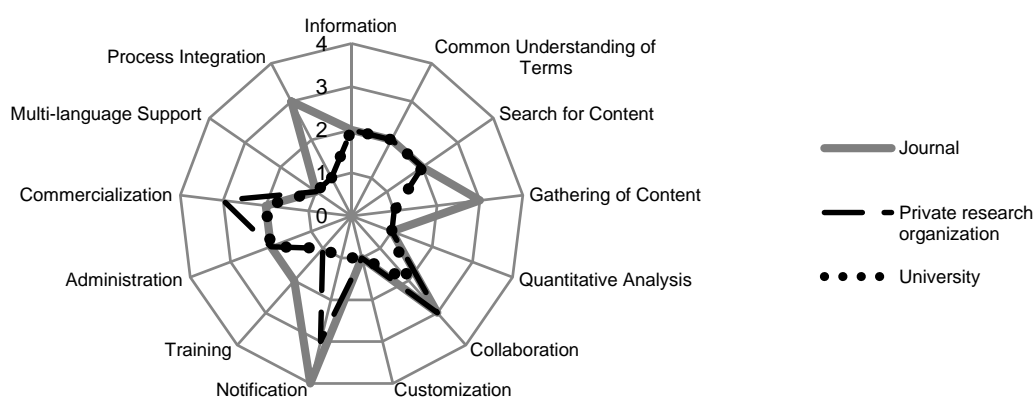 Information
Common Understanding of
Terms
Search for Content
Gathering of Content
Quantitative Analysis
Collaboration
Customization
Notification
Training
Administration
Commercialization
Multi-language Support
Process Integration
4
3
2
1
0
Journal
Private research
organization
University